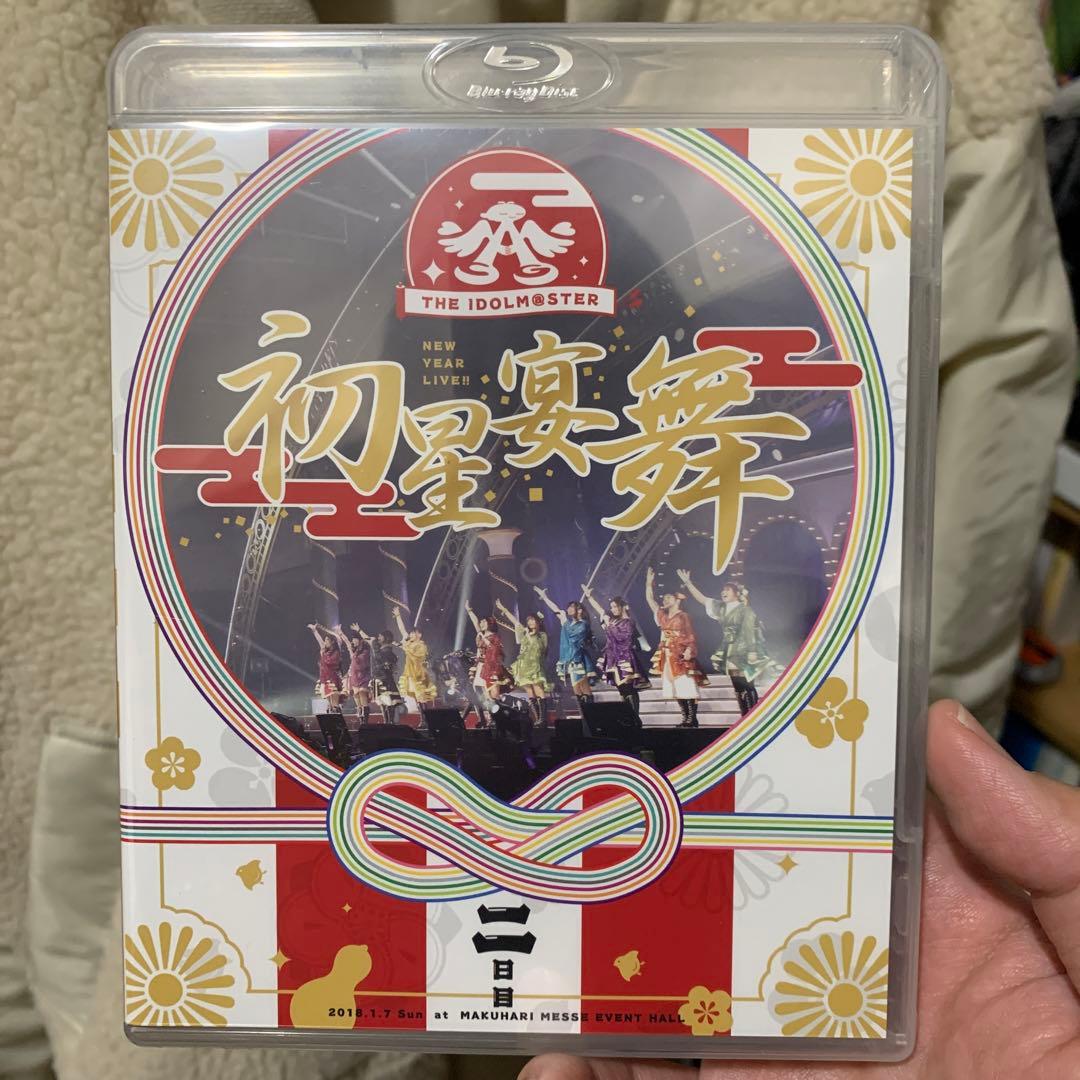 Blu-ray Disc
THE IDOLM@STER
NEW
YEAR
LIVE!!
初星宴舞
二日目
2018.1.7 Sun at MAKUHARI MESSE EVENT HALL